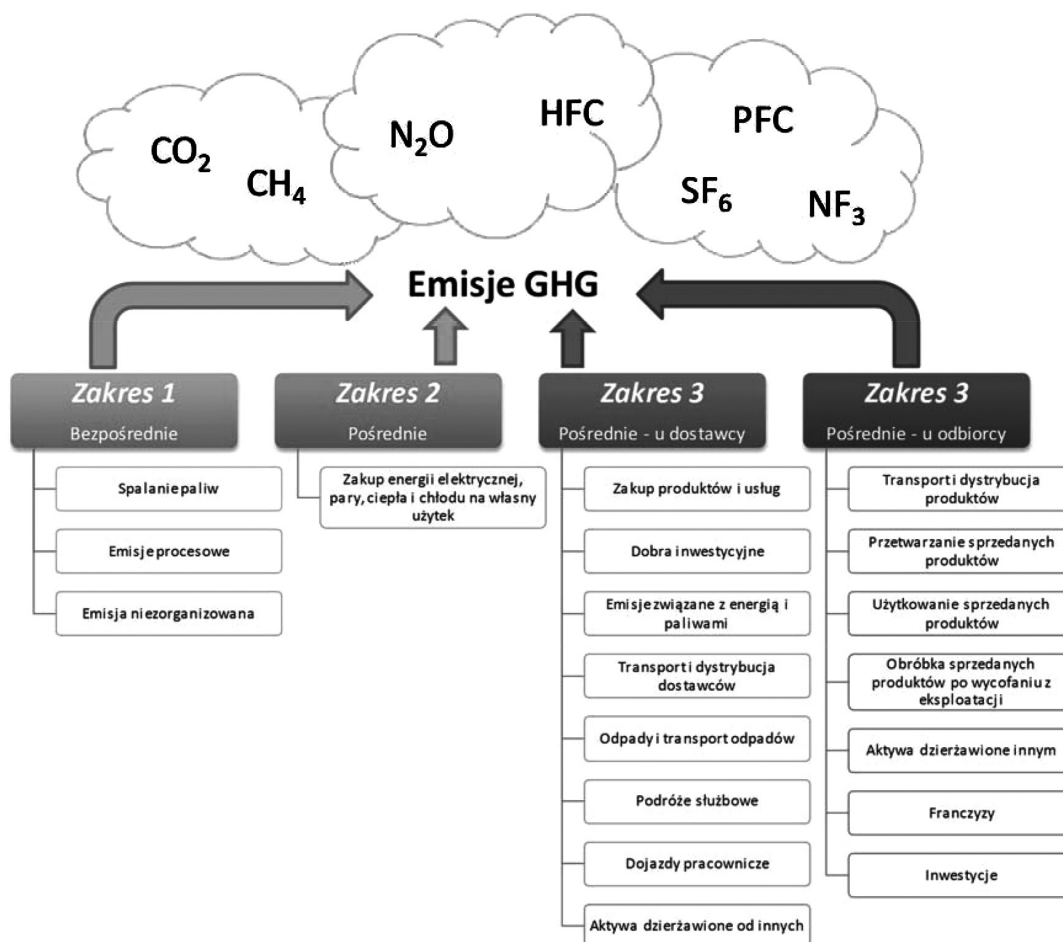 CO₂
CH₄
N₂O
HFC
PFC
SF₆
NF₃
Emisje GHG
Zakres 1
Bezpośrednie
Spalanie paliw
Emisje procesowe
Emisja niezorganizowana
Zakres 2
Pośrednie
Zakup energii elektrycznej,
pary, ciepła i chłodu na własny
użytek
Zakres 3
Pośrednie - u dostawcy
Zakup produktów i usług
Dobra inwestycyjne
Emisje związane z energią i
paliwami
Transport i dystrybucja
dostawców
Odpady i transport odpadów
Podróże służbowe
Dojazdy pracownicze
Aktywa dzierżawione od innych
Zakres 3
Pośrednie - u odbiorcy
Transport i dystrybucja
produktów
Przetwarzanie sprzedanych
produktów
Użytkowanie sprzedanych
produktów
Obróbka sprzedanych
produktów po wycofaniu z
eksploatacji
Aktywa dzierżawione innym
Franczyzy
Inwestycje